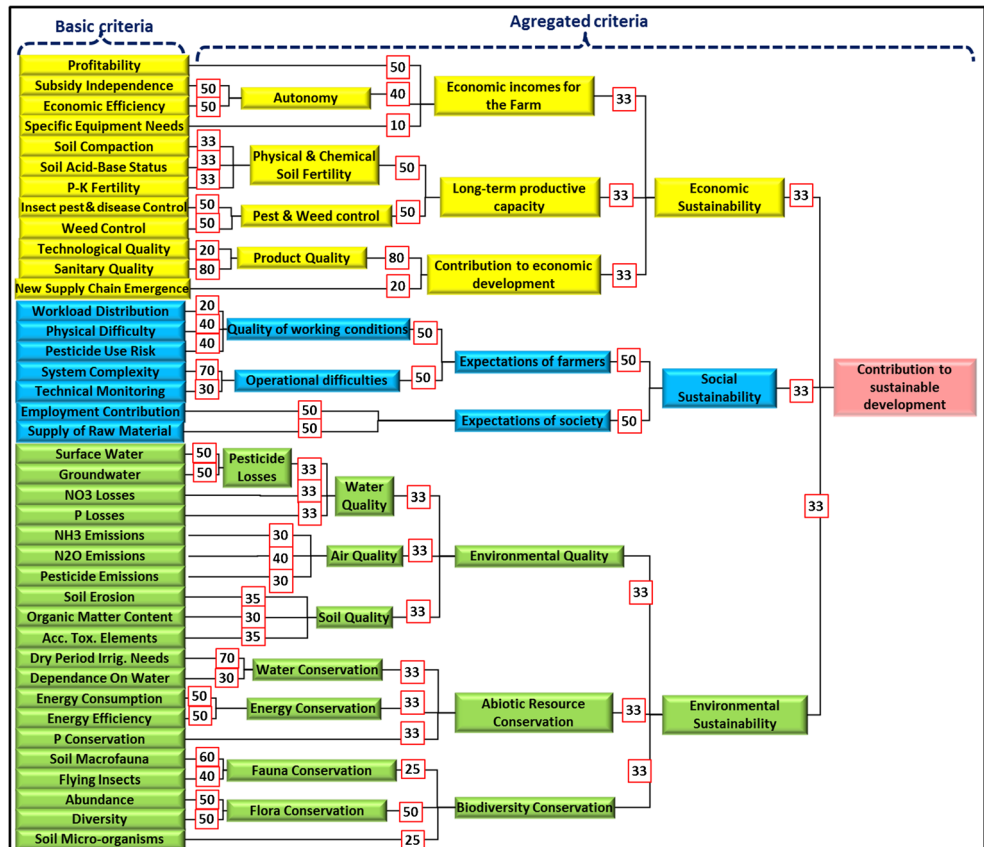 Basic criteria
Agregated criteria
Profitability
50
Subsidy Independence
50
Economic Efficiency
50
Autonomy
40
Specific Equipment Needs
10
Economic incomes for
the Farm
33
Soil Compaction
33
Soil Acid-Base Status
33
P-K Fertility
33
Physical & Chemical
Soil Fertility
50
Insect pest & disease Control
50
Weed Control
50
Pest & Weed control
50
Long-term productive
capacity
33
Technological Quality
20
Sanitary Quality
80
Product Quality
80
New Supply Chain Emergence
20
Contribution to economic
development
33
Economic
Sustainability
33
Workload Distribution
20
Physical Difficulty
40
Pesticide Use Risk
40
Quality of working conditions
50
System Complexity
70
Technical Monitoring
30
Operational difficulties
50
Expectations of farmers
50
Employment Contribution
50
Supply of Raw Material
50
Expectations of society
50
Social
Sustainability
33
Contribution to
sustainable
development
Surface Water
50
Groundwater
50
Pesticide
Losses
33
NO3 Losses
33
P Losses
33
Water
Quality
33
NH3 Emissions
30
N2O Emissions
40
Pesticide Emissions
30
Air Quality
33
Soil Erosion
35
Organic Matter Content
30
Acc. Tox. Elements
35
Soil Quality
33
Environmental Quality
33
Dry Period Irrig. Needs
70
Dependance On Water
30
Water Conservation
33
Energy Consumption
50
Energy Efficiency
50
Energy Conservation
33
P Conservation
33
Abiotic Resource
Conservation
33
Soil Macrofauna
60
Flying Insects
40
Fauna Conservation
25
Abundance
50
Diversity
50
Flora Conservation
50
Soil Micro-organisms
25
Biodiversity Conservation
33
Environmental
Sustainability
33